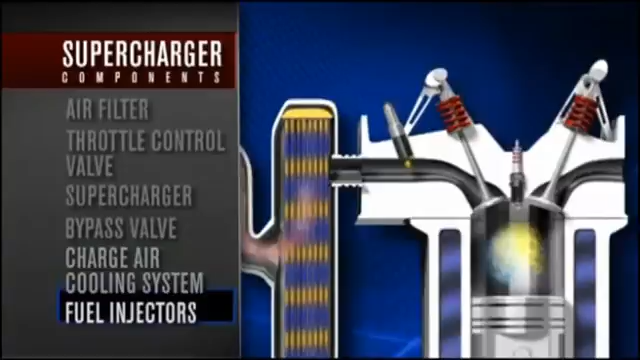 SUPERCHARGER
COMPONENTS
AIR FILTER
THROTTLE CONTROL
VALVE
SUPERCHARGER
BYPASS VALVE
CHARGE AIR
COOLING SYSTEM
FUEL INJECTORS